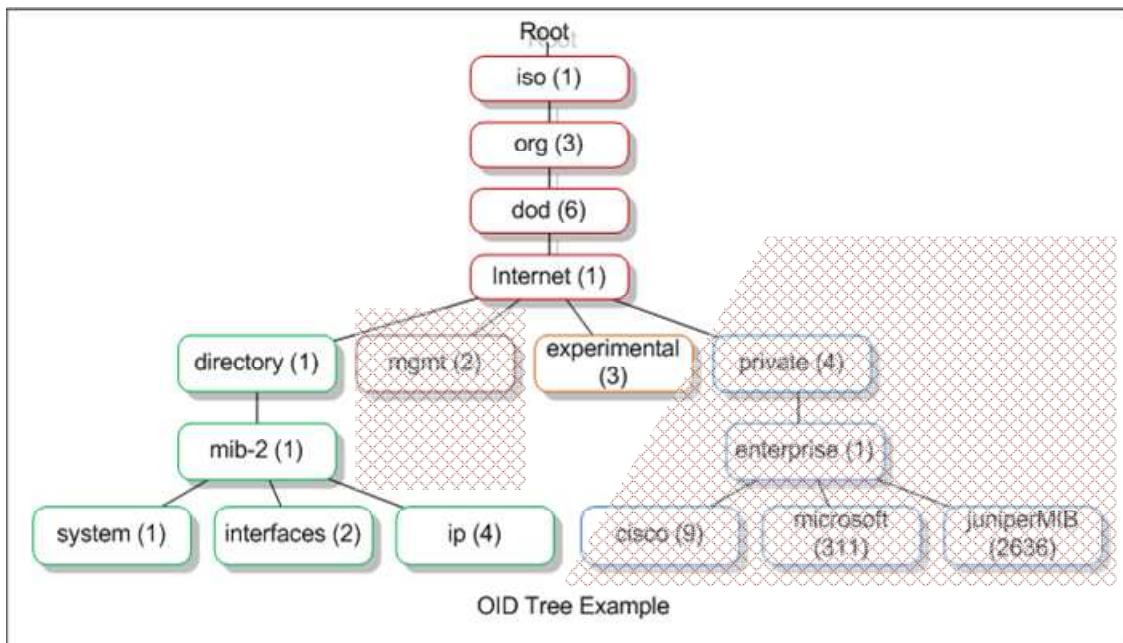 Root
iso (1)
org (3)
dod (6)
Internet (1)
directory (1)
mgmt (2)
experimental
(3)
private (4)
mib-2 (1)
enterprise (1)
system (1)
interfaces (2)
ip (4)
cisco (9)
microsoft
(311)
juniperMIB
(2636)
OID Tree Example